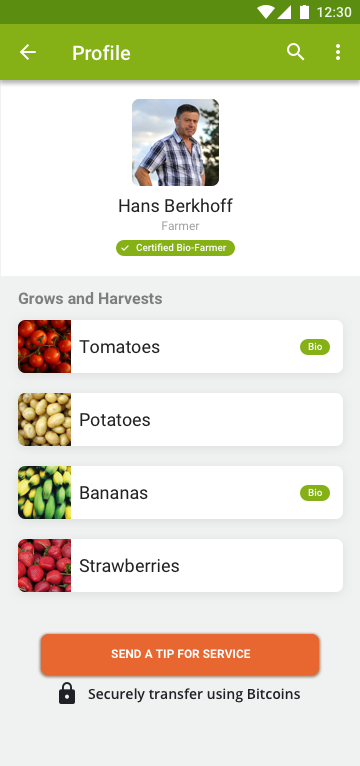 12:30
Profile
Hans Berkhoff
Farmer
Certified Bio-Farmer
Grows and Harvests
Tomatoes Bio
Potatoes
Bananas Bio
Strawberries
SEND A TIP FOR SERVICE
Securely transfer using Bitcoins